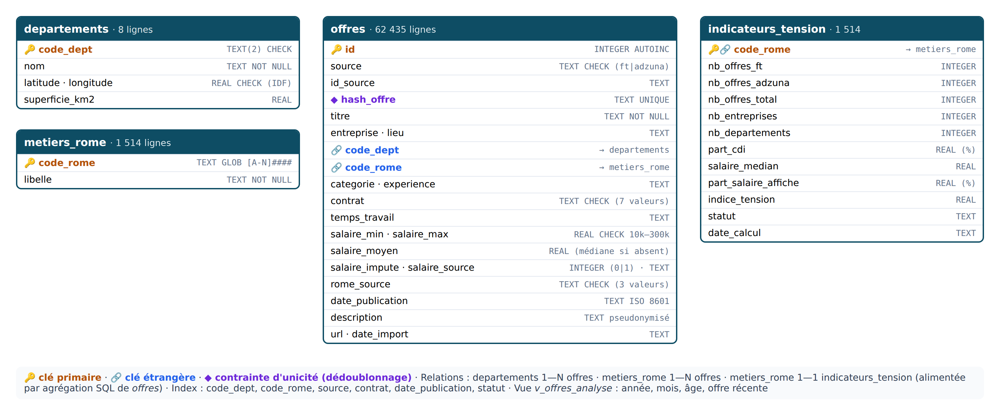 departements · 8 lignes
🔑 code_dept TEXT(2) CHECK
nom TEXT NOT NULL
latitude · longitude REAL CHECK (IDF)
superficie_km2 REAL
metiers_rome · 1 514 lignes
🔑 code_rome TEXT GLOB [A-N]####
libelle TEXT NOT NULL
offres · 62 435 lignes
🔑 id INTEGER AUTOINC
source TEXT CHECK (ft|adzuna)
id_source TEXT
◆ hash_offre TEXT UNIQUE
titre TEXT NOT NULL
entreprise · lieu TEXT
🔗 code_dept → departements
🔗 code_rome → metiers_rome
categorie · experience TEXT
contrat TEXT CHECK (7 valeurs)
temps_travail TEXT
salaire_min · salaire_max REAL CHECK 10k–300k
salaire_moyen REAL (médiane si absent)
salaire_impute · salaire_source INTEGER (0|1) · TEXT
rome_source TEXT CHECK (3 valeurs)
date_publication TEXT ISO 8601
description TEXT pseudonymisé
url · date_import TEXT
indicateurs_tension · 1 514
🔑🔗 code_rome → metiers_rome
nb_offres_ft INTEGER
nb_offres_adzuna INTEGER
nb_offres_total INTEGER
nb_entreprises INTEGER
nb_departements INTEGER
part_cdi REAL (%)
salaire_median REAL
part_salaire_affiche REAL (%)
indice_tension REAL
statut TEXT
date_calcul TEXT
🔑 clé primaire · 🔗 clé étrangère · ◆ contrainte d'unicité (dédoublonnage) · Relations : departements 1—N offres · metiers_rome 1—N offres · metiers_rome 1—1 indicateurs_tension (alimentée
par agrégation SQL de offres) · Index : code_dept, code_rome, source, contrat, date_publication, statut · Vue v_offres_analyse : année, mois, âge, offre récente